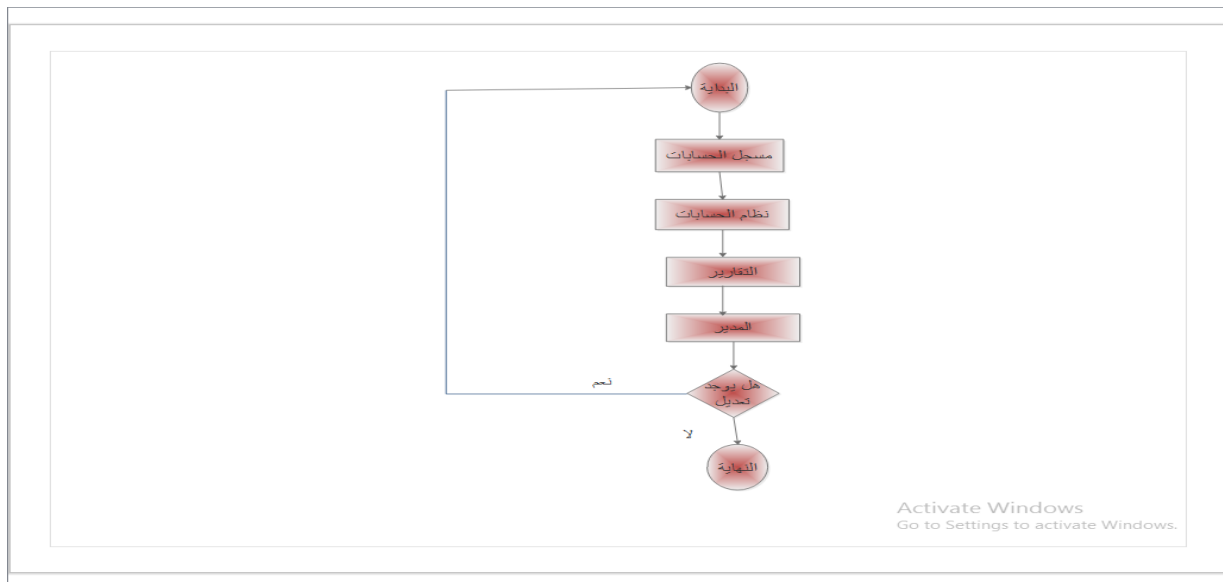 البداية
مسجل الحسابات
نظام الحسابات
التقارير
المدير
هل يوجد
تعديل
نعم
لا
النهاية
Activate Windows
Go to Settings to activate Windows.